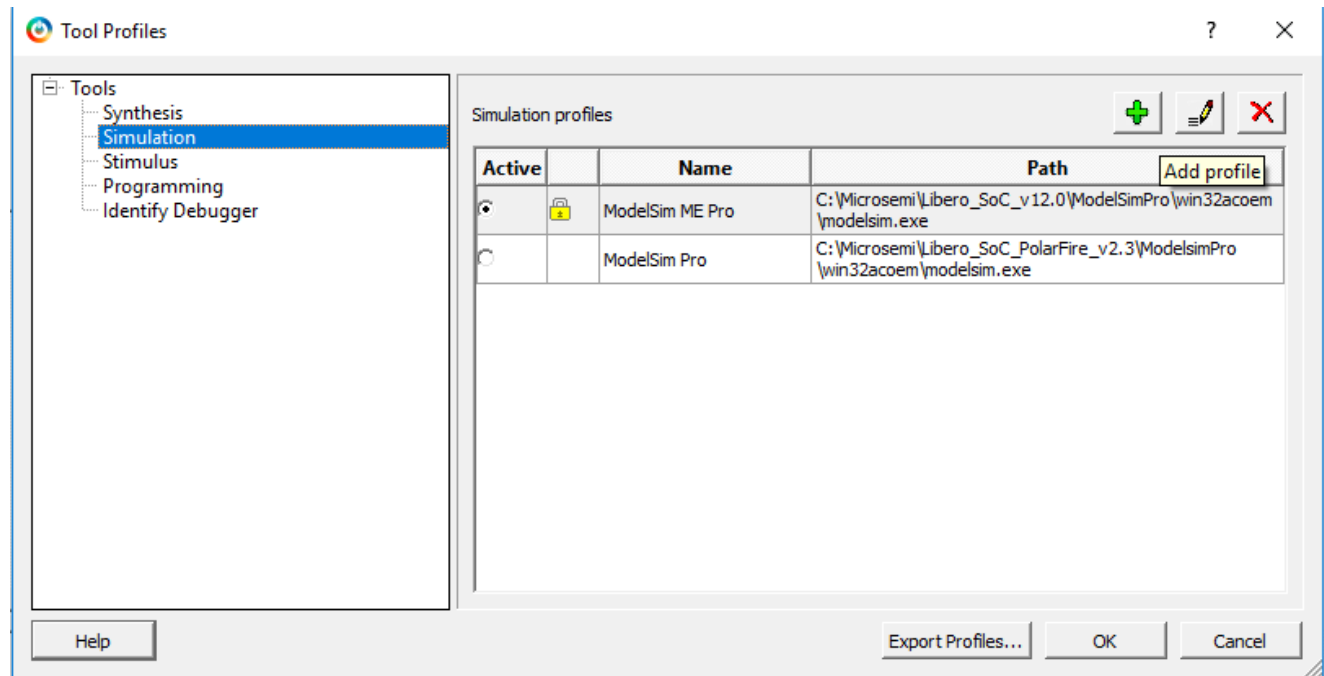 Tool Profiles
?
Tools
Synthesis
Simulation
Stimulus
Programming
Identify Debugger
Simulation profiles
Add profile
Active Name Path
ModelSim ME Pro
C:\Microsemi\Libero_SoC_v12.0\ModelSimPro\win32acoem
\modelsim.exe
ModelSim Pro
C:\Microsemi\Libero_SoC_PolarFire_v2.3\ModelsimPro
\win32acoem\modelsim.exe
Help
Export Profiles...
OK
Cancel